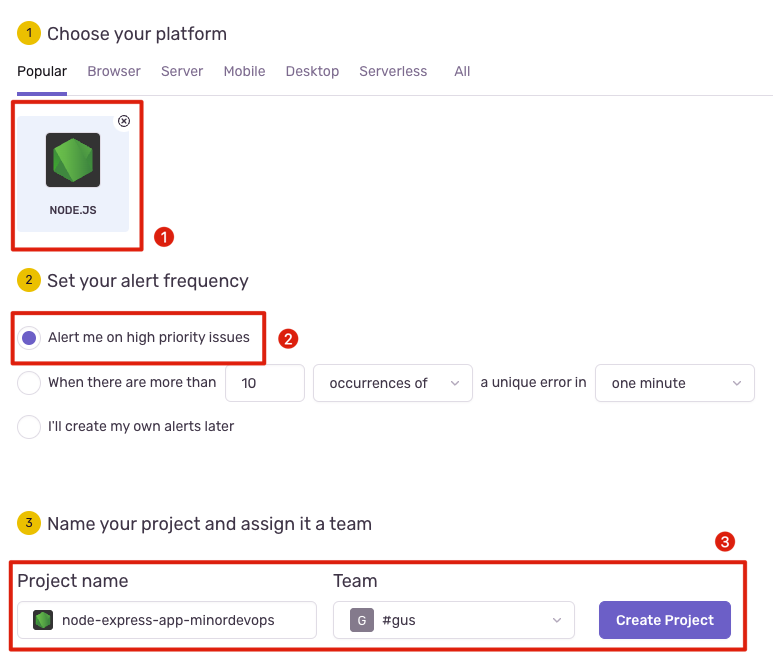 1 Choose your platform
Popular Browser Server Mobile Desktop Serverless All
NODE.JS
1
2 Set your alert frequency
Alert me on high priority issues
2
When there are more than 10 occurrences of a unique error in one minute
I'll create my own alerts later
3 Name your project and assign it a team
3
Project name Team
node-express-app-minordevops G #gus Create Project